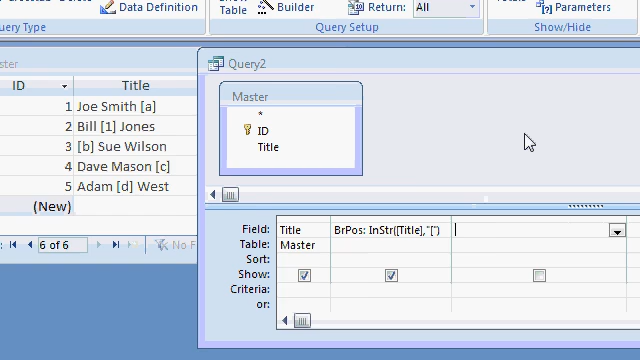 Data Definition
Table
Builder
Return:
All
Parameters
Query Type
Query Setup
Show/Hide
Query2
ID
Title
1 Joe Smith [a]
2 Bill [1] Jones
3 [b] Sue Wilson
4 Dave Mason [c]
5 Adam [d] West
(New)
6 of 6
No F
Master
*
ID
Title
Field: Title BrPos: InStr([Title],"[")
Table: Master
Sort:
Show:
Criteria:
or: